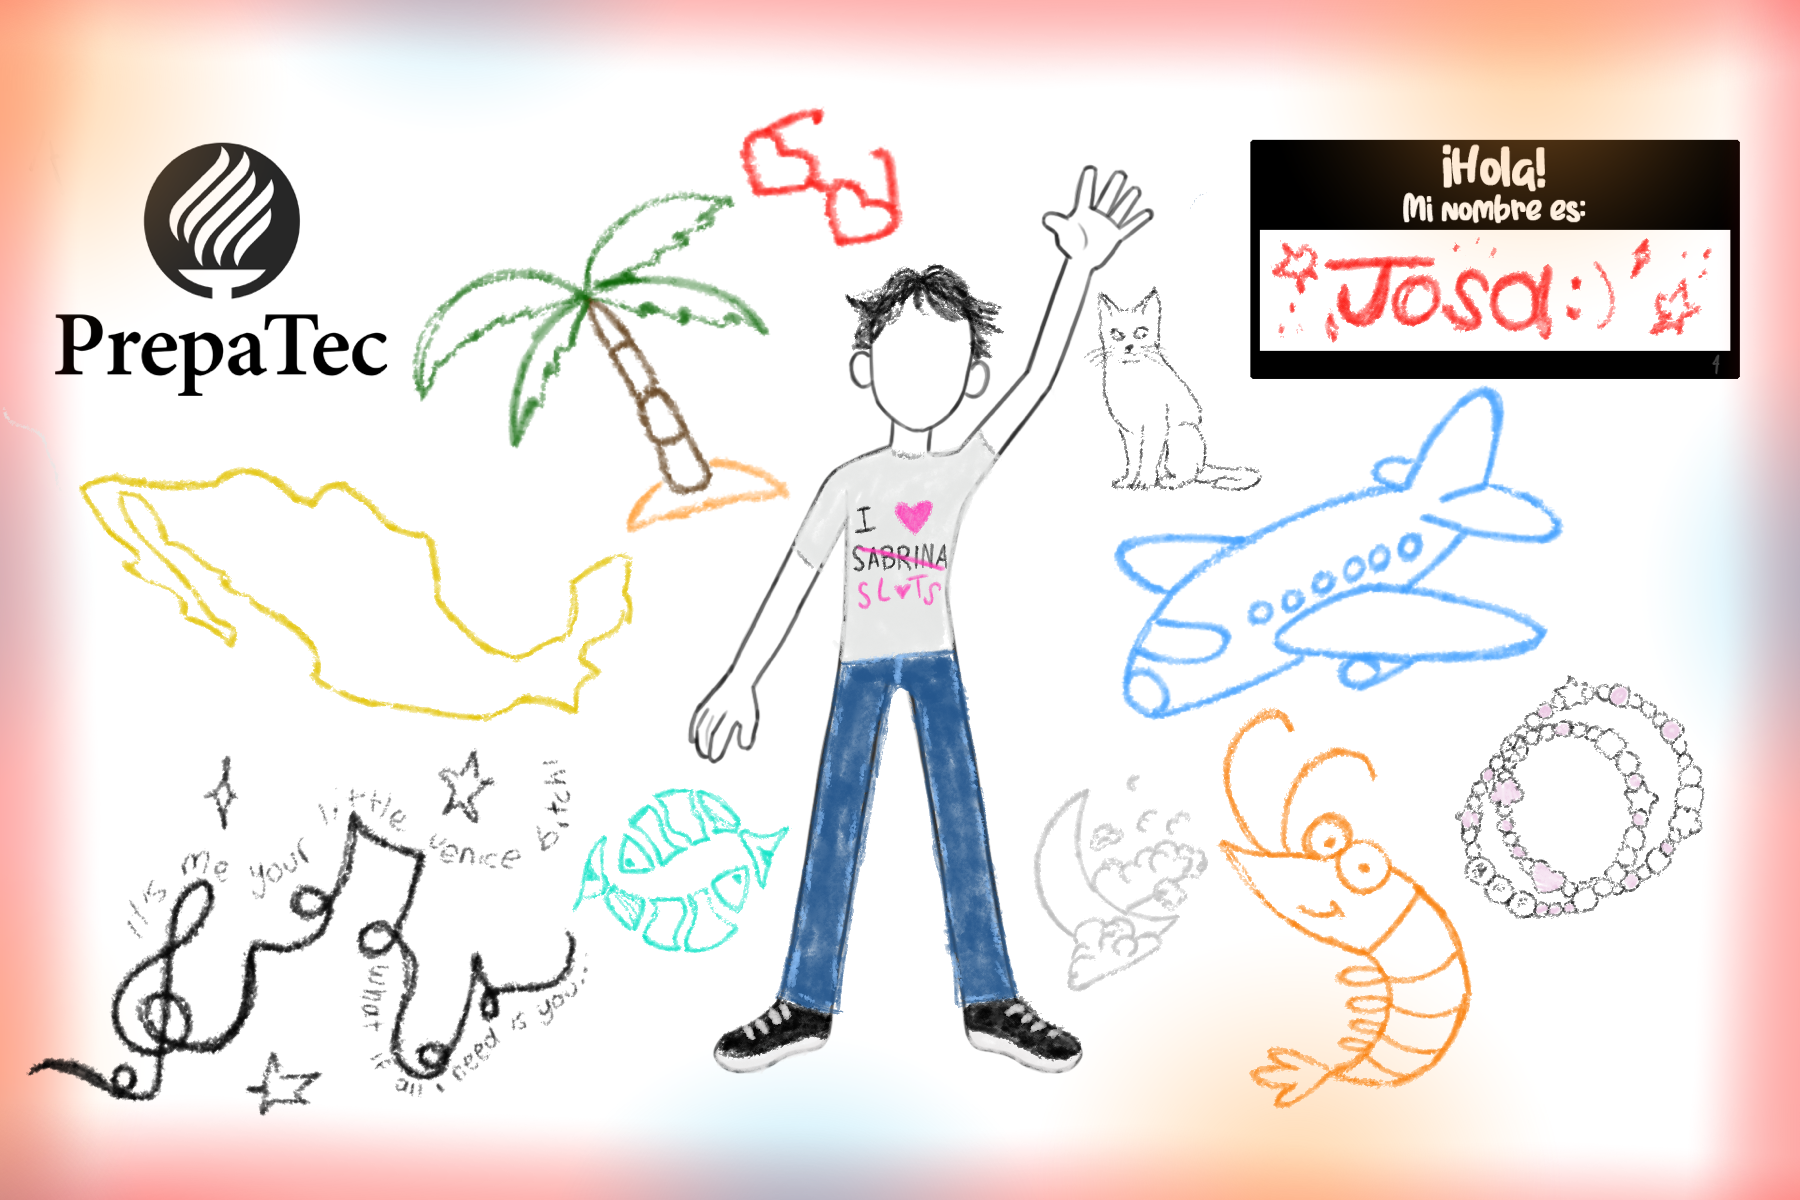 PrepaTec
¡Hola!
Mi nombre es:
Josa:)
4
I ♥
SABRINA
SL♥TS
it's me your little venice bitch
what if all i need is you...